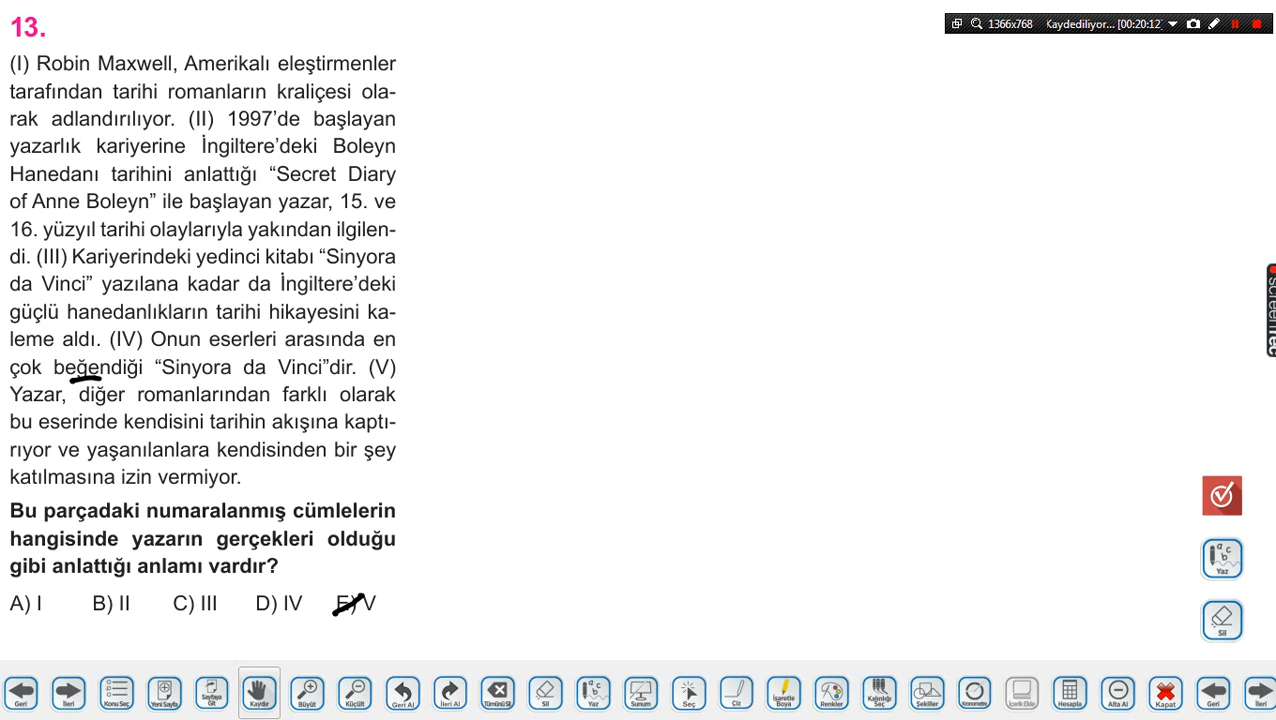 13.
1366x768 Kaydediliyor... [00:20:12]
(I) Robin Maxwell, Amerikalı eleştirmenler
tarafından tarihi romanların kraliçesi ola-
rak adlandırılıyor. (II) 1997’de başlayan
yazarlık kariyerine İngiltere’deki Boleyn
Hanedanı tarihini anlattığı “Secret Diary
of Anne Boleyn” ile başlayan yazar, 15. ve
16. yüzyıl tarihi olaylarıyla yakından ilgilen-
di. (III) Kariyerindeki yedinci kitabı “Sinyora
da Vinci” yazılana kadar da İngiltere’deki
güçlü hanedanlıkların tarihi hikayesini ka-
leme aldı. (IV) Onun eserleri arasında en
çok beğendiği “Sinyora da Vinci”dir. (V)
Yazar, diğer romanlarından farklı olarak
bu eserinde kendisini tarihin akışına kaptı-
rıyor ve yaşanılanlara kendisinden bir şey
katılmasına izin vermiyor.
Bu parçadaki numaralanmış cümlelerin
hangisinde yazarın gerçekleri olduğu
gibi anlattığı anlamı vardır?
A) I B) II C) III D) IV E) V
Yaz
Sil
Geri İleri Konu Seç Yeni Sayfa Sayfaya Git Kaydır Büyüt Küçült Geri Al İleri Al Tümünü Sil Sil Yaz Sunum Seç Çiz İşaretle Boya Renkler Kalınlığı Seç Şekiller Kronometre İçerik Ekle Hesapla Alta Al Kapat Geri İleri